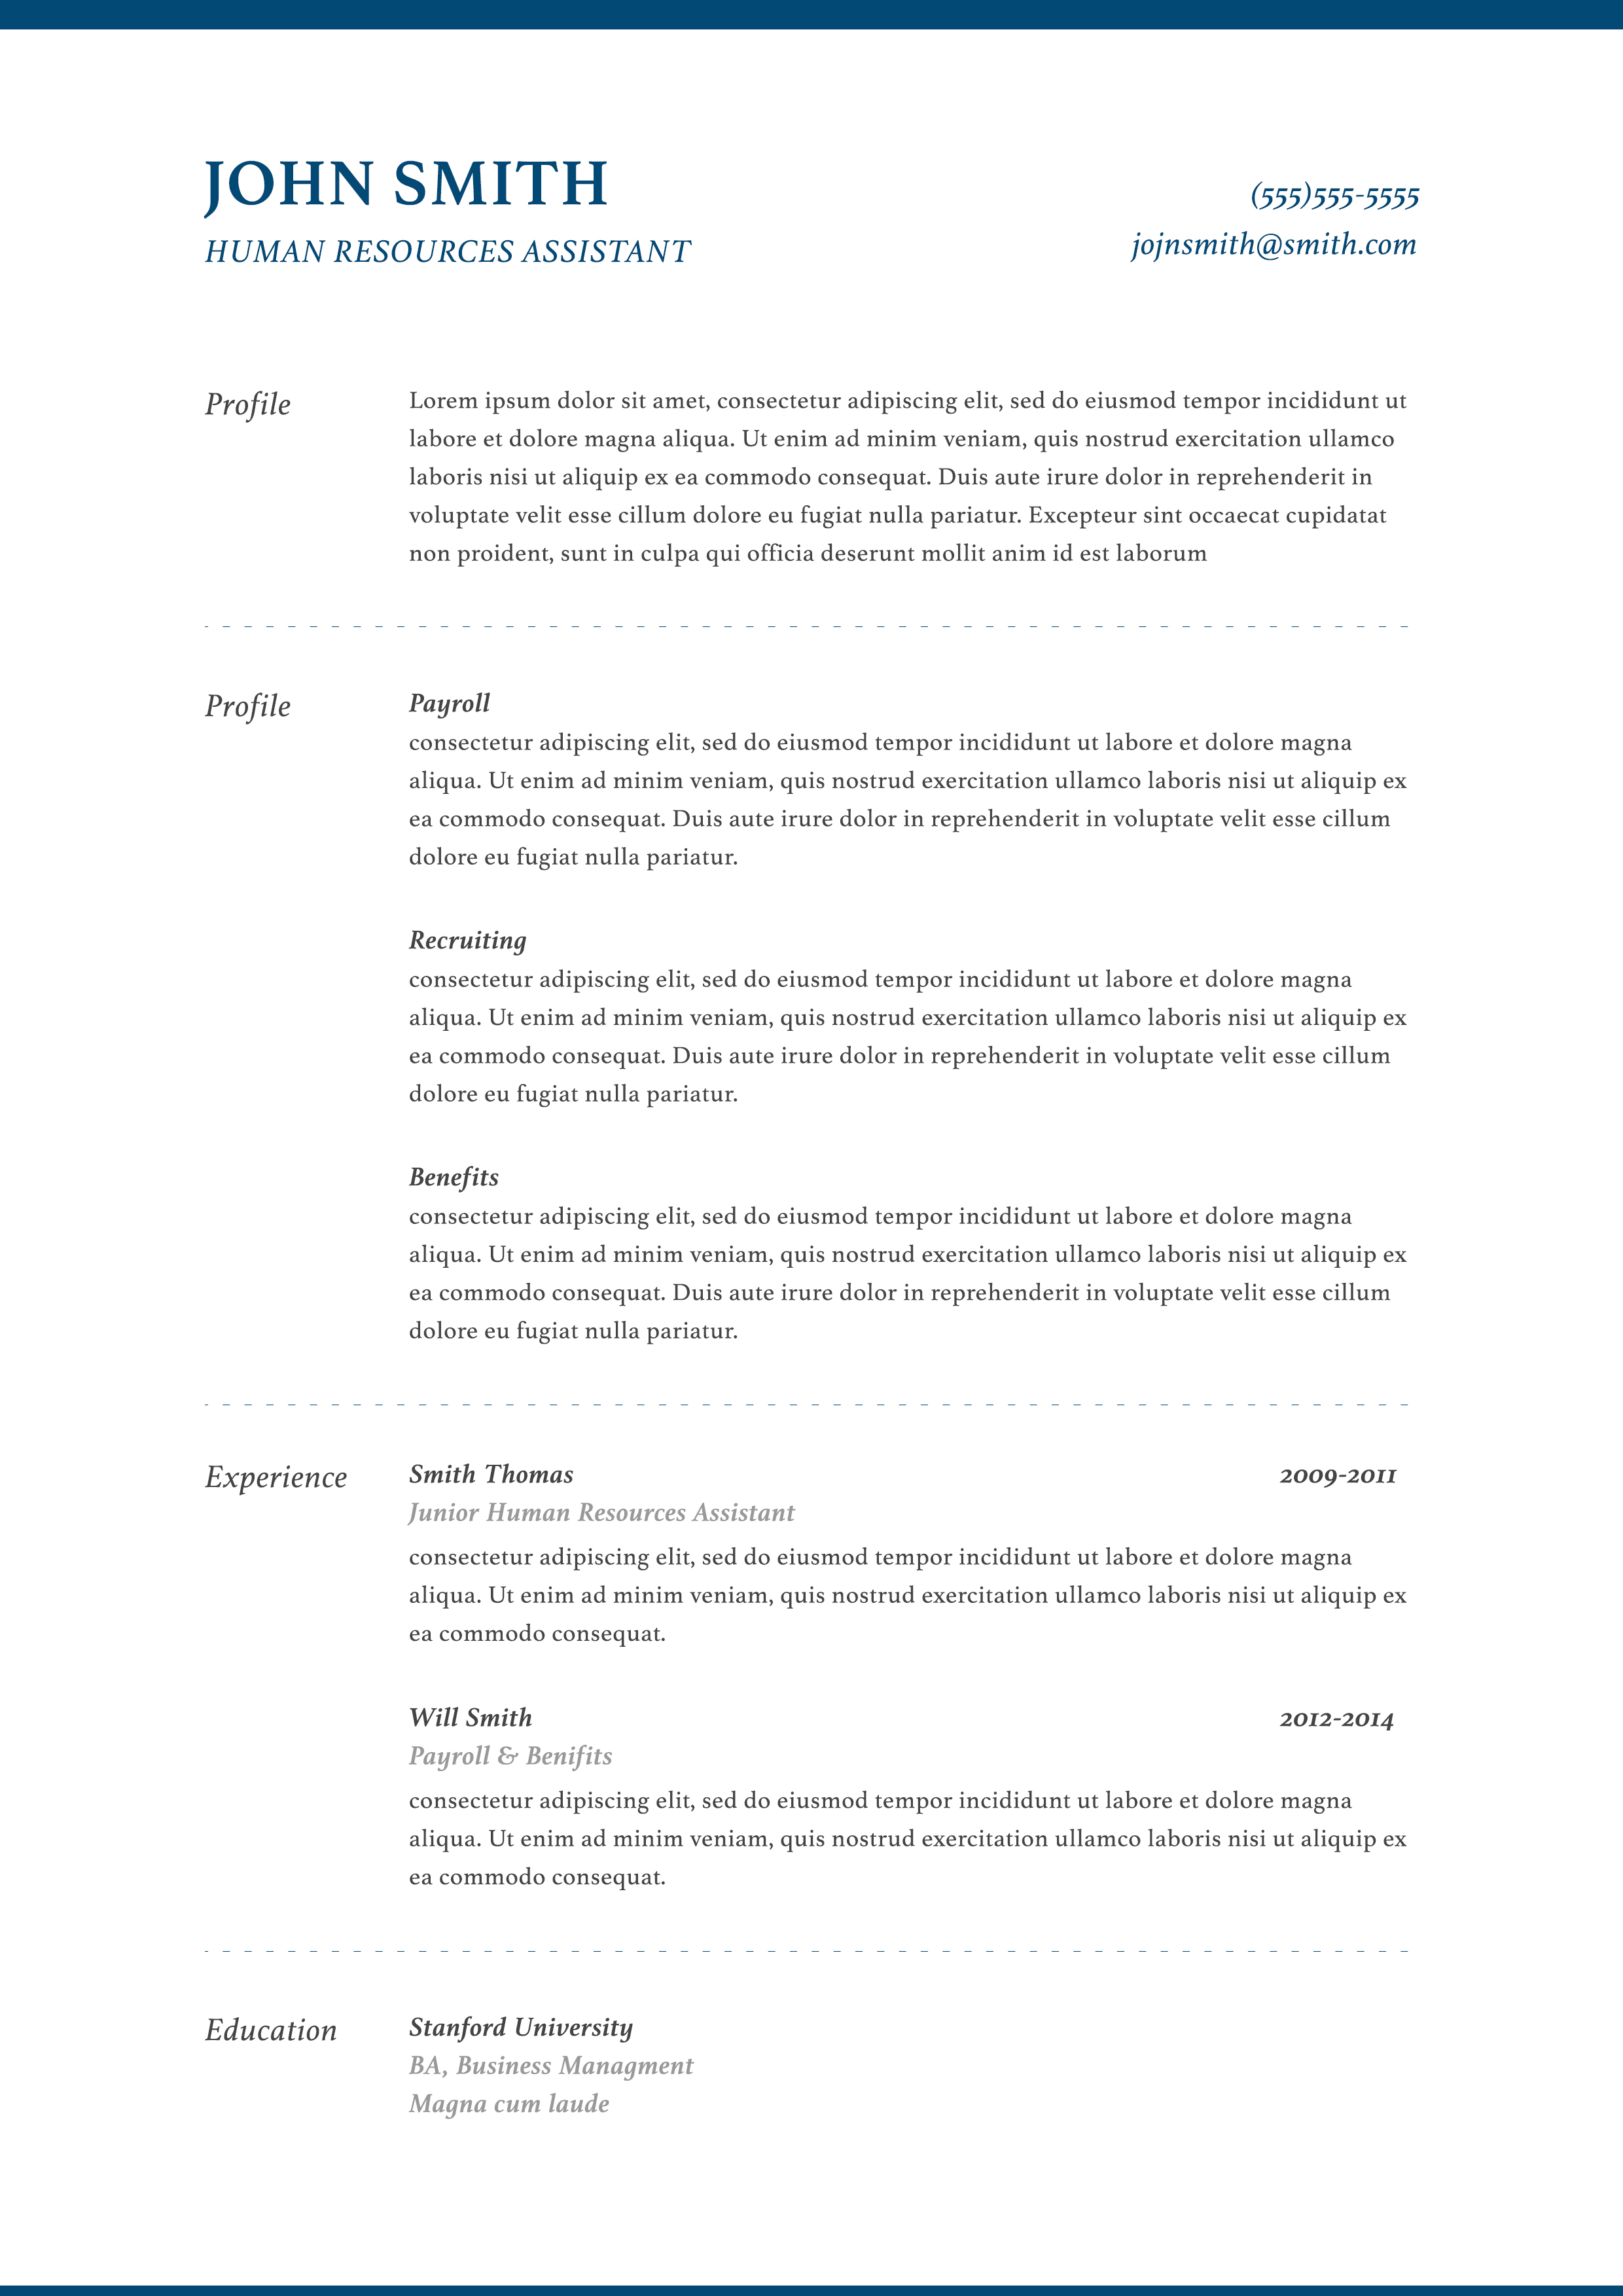 JOHN SMITH
HUMAN RESOURCES ASSISTANT
(555)555-5555
jojnsmith@smith.com
Profile
Lorem ipsum dolor sit amet, consectetur adipiscing elit, sed do eiusmod tempor incididunt ut
labore et dolore magna aliqua. Ut enim ad minim veniam, quis nostrud exercitation ullamco
laboris nisi ut aliquip ex ea commodo consequat. Duis aute irure dolor in reprehenderit in
voluptate velit esse cillum dolore eu fugiat nulla pariatur. Excepteur sint occaecat cupidatat
non proident, sunt in culpa qui officia deserunt mollit anim id est laborum
Profile
Payroll
consectetur adipiscing elit, sed do eiusmod tempor incididunt ut labore et dolore magna
aliqua. Ut enim ad minim veniam, quis nostrud exercitation ullamco laboris nisi ut aliquip ex
ea commodo consequat. Duis aute irure dolor in reprehenderit in voluptate velit esse cillum
dolore eu fugiat nulla pariatur.
Recruiting
consectetur adipiscing elit, sed do eiusmod tempor incididunt ut labore et dolore magna
aliqua. Ut enim ad minim veniam, quis nostrud exercitation ullamco laboris nisi ut aliquip ex
ea commodo consequat. Duis aute irure dolor in reprehenderit in voluptate velit esse cillum
dolore eu fugiat nulla pariatur.
Benefits
consectetur adipiscing elit, sed do eiusmod tempor incididunt ut labore et dolore magna
aliqua. Ut enim ad minim veniam, quis nostrud exercitation ullamco laboris nisi ut aliquip ex
ea commodo consequat. Duis aute irure dolor in reprehenderit in voluptate velit esse cillum
dolore eu fugiat nulla pariatur.
Experience
Smith Thomas 2009-2011
Junior Human Resources Assistant
consectetur adipiscing elit, sed do eiusmod tempor incididunt ut labore et dolore magna
aliqua. Ut enim ad minim veniam, quis nostrud exercitation ullamco laboris nisi ut aliquip ex
ea commodo consequat.
Will Smith 2012-2014
Payroll & Benifits
consectetur adipiscing elit, sed do eiusmod tempor incididunt ut labore et dolore magna
aliqua. Ut enim ad minim veniam, quis nostrud exercitation ullamco laboris nisi ut aliquip ex
ea commodo consequat.
Education
Stanford University
BA, Business Managment
Magna cum laude